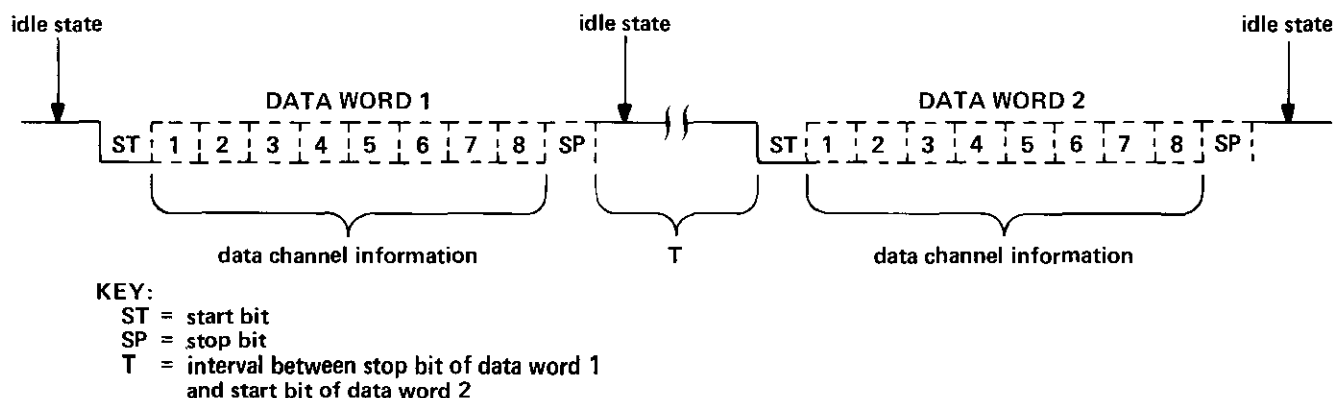 idle state idle state idle state
DATA WORD 1 DATA WORD 2
ST 1 2 3 4 5 6 7 8 SP ST 1 2 3 4 5 6 7 8 SP
data channel information T data channel information
KEY:
ST = start bit
SP = stop bit
T = interval between stop bit of data word 1
and start bit of data word 2